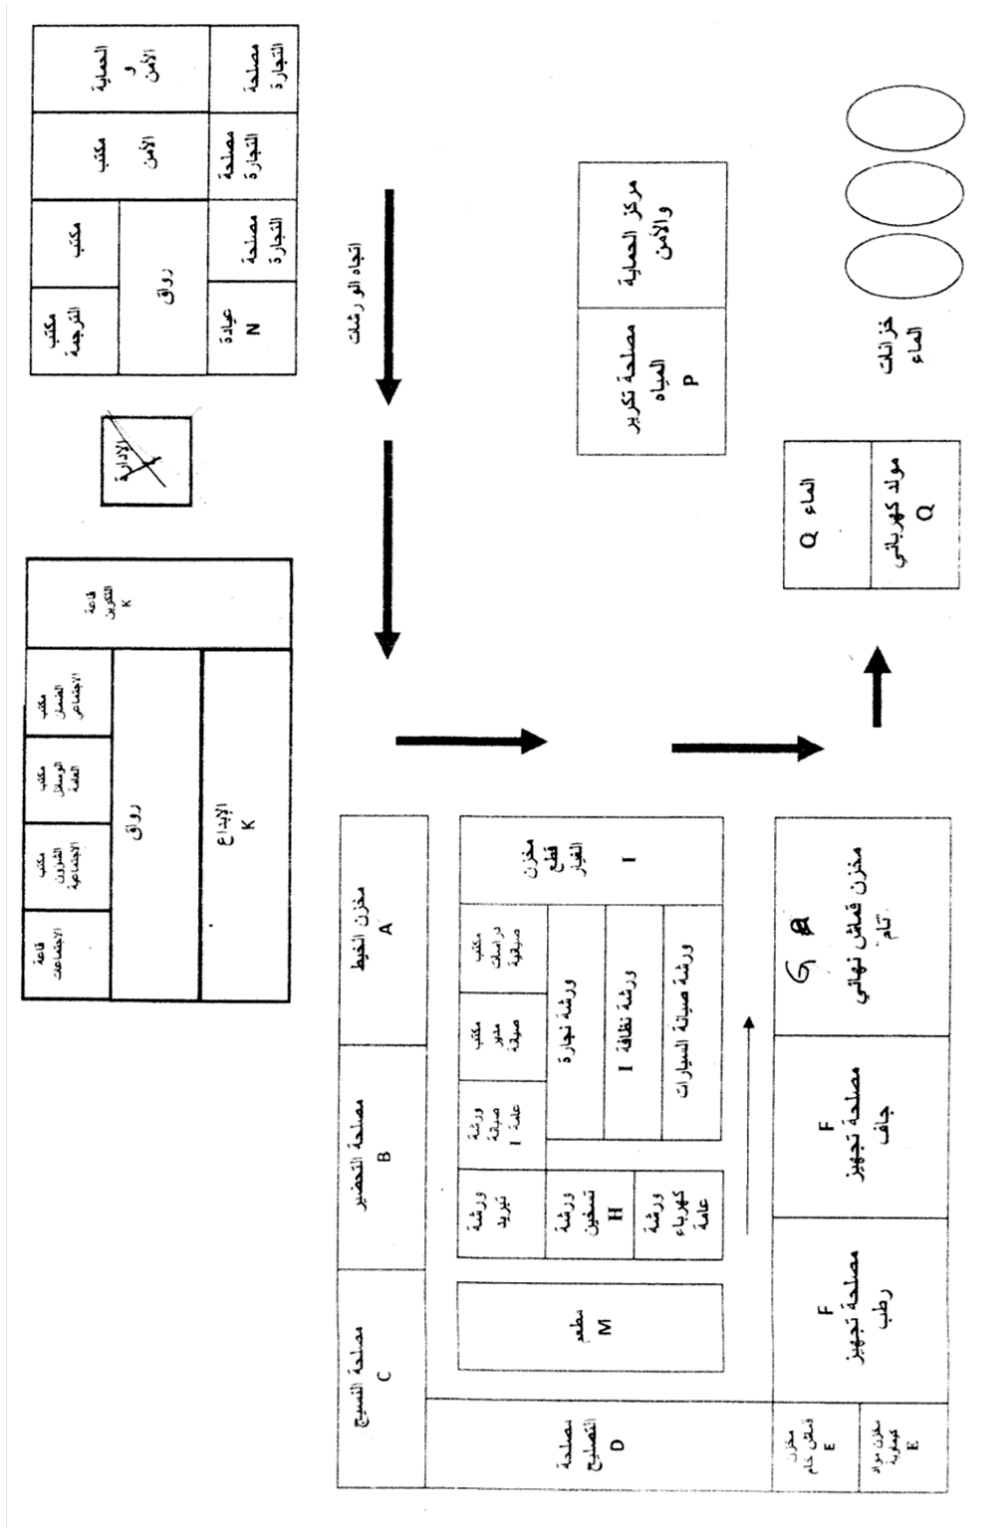 الأمن
و
الحماية
مكتب
الأمن
مكتب
مكتب
الترجمة
رواق
مصلحة
التجارة
مصلحة
التجارة
مصلحة
التجارة
عيادة
N
الإدارة
قاعة
التكوين
K
مكتب
الضمان
الاجتماعي
مكتب
الوسائل
العامة
مكتب
الشؤون
الاجتماعية
قاعة
الاجتماعات
رواق
الإبداع
K
اتجاه الورشات
مركز الحماية
والأمن
مصلحة تكرير
المياه
P
خزانات
الماء
الماء Q
مولد كهربائي
Q
مخزن الخيط
A
مصلحة التحضير
B
مصلحة النسيج
C
مخزن
قطع
الغيار
I
مكتب
دراسات
صيانية
مكتب
مدير
صيانة
ورشة
صيانة
عامة I
ورشة نجارة
ورشة نظافة I
ورشة صيانة السيارات
ورشة
تبريد
ورشة
تسخين
H
ورشة
كهرباء
عامة
مطعم
M
مصلحة
التصليح
D
G
مخزن قماش نهائي
تام
F
مصلحة تجهيز
جاف
F
مصلحة تجهيز
رطب
مخزن
قماش خام
E
مخزن مواد
كيماوية
E